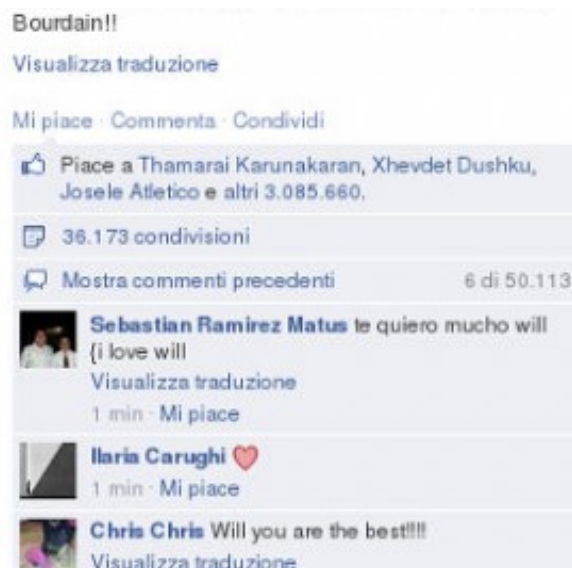 Bourdain!!
Visualizza traduzione
Mi piace · Commenta · Condividi
Piace a Thamarai Karunakaran, Xhevdet Dushku,
Josele Atletico e altri 3.085.660.
36.173 condivisioni
Mostra commenti precedenti 6 di 50.113
Sebastian Ramirez Matus te quiero mucho will
{i love will
Visualizza traduzione
1 min · Mi piace
Ilaria Carughi
1 min · Mi piace
Chris Chris Will you are the best!!!!
Visualizza traduzione